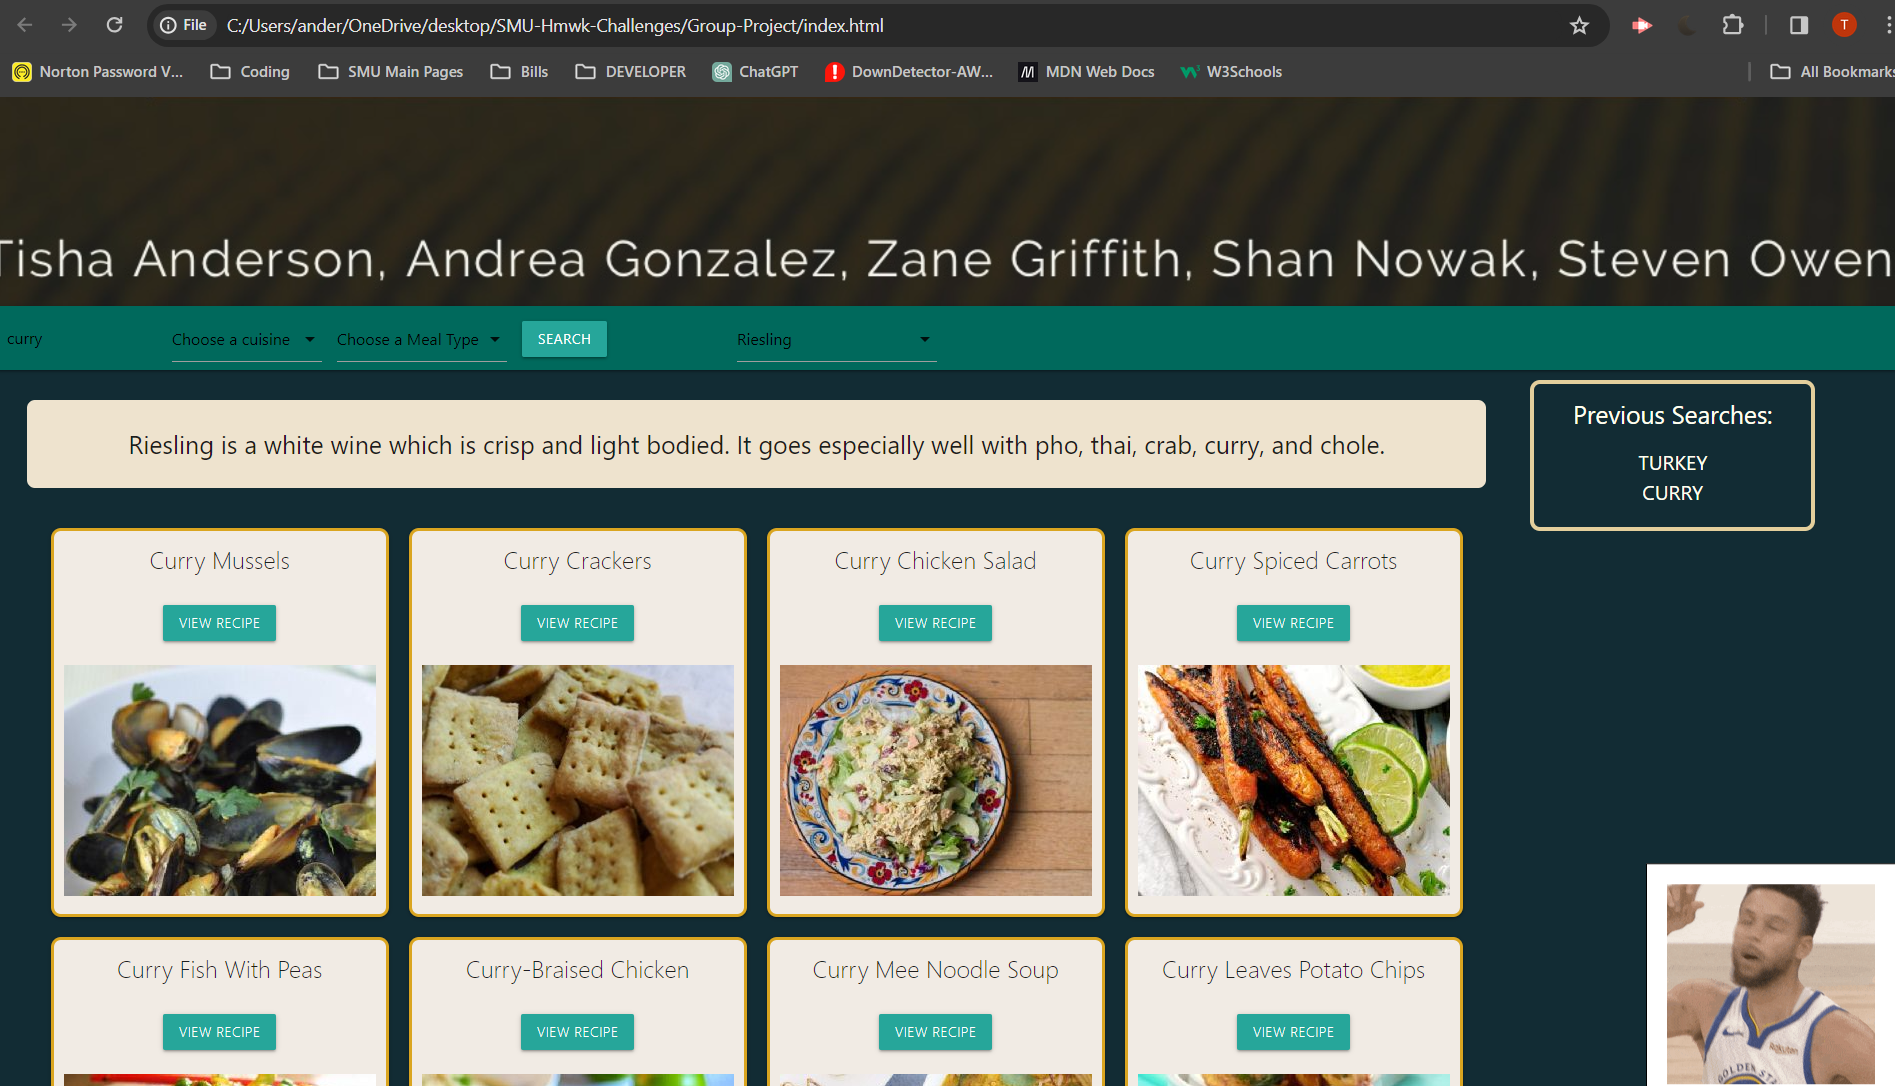 File C:/Users/ander/OneDrive/desktop/SMU-Hmwk-Challenges/Group-Project/index.html T
Norton Password V... Coding SMU Main Pages Bills DEVELOPER ChatGPT DownDetector-AW... MDN Web Docs W3Schools All Bookmarks
Tisha Anderson, Andrea Gonzalez, Zane Griffith, Shan Nowak, Steven Owen
curry Choose a cuisine Choose a Meal Type SEARCH Riesling
Riesling is a white wine which is crisp and light bodied. It goes especially well with pho, thai, crab, curry, and chole.
Previous Searches:
TURKEY
CURRY
Curry Mussels Curry Crackers Curry Chicken Salad Curry Spiced Carrots
VIEW RECIPE VIEW RECIPE VIEW RECIPE VIEW RECIPE
Curry Fish With Peas Curry-Braised Chicken Curry Mee Noodle Soup Curry Leaves Potato Chips
VIEW RECIPE VIEW RECIPE VIEW RECIPE VIEW RECIPE
Rakuten
GOLDEN ST